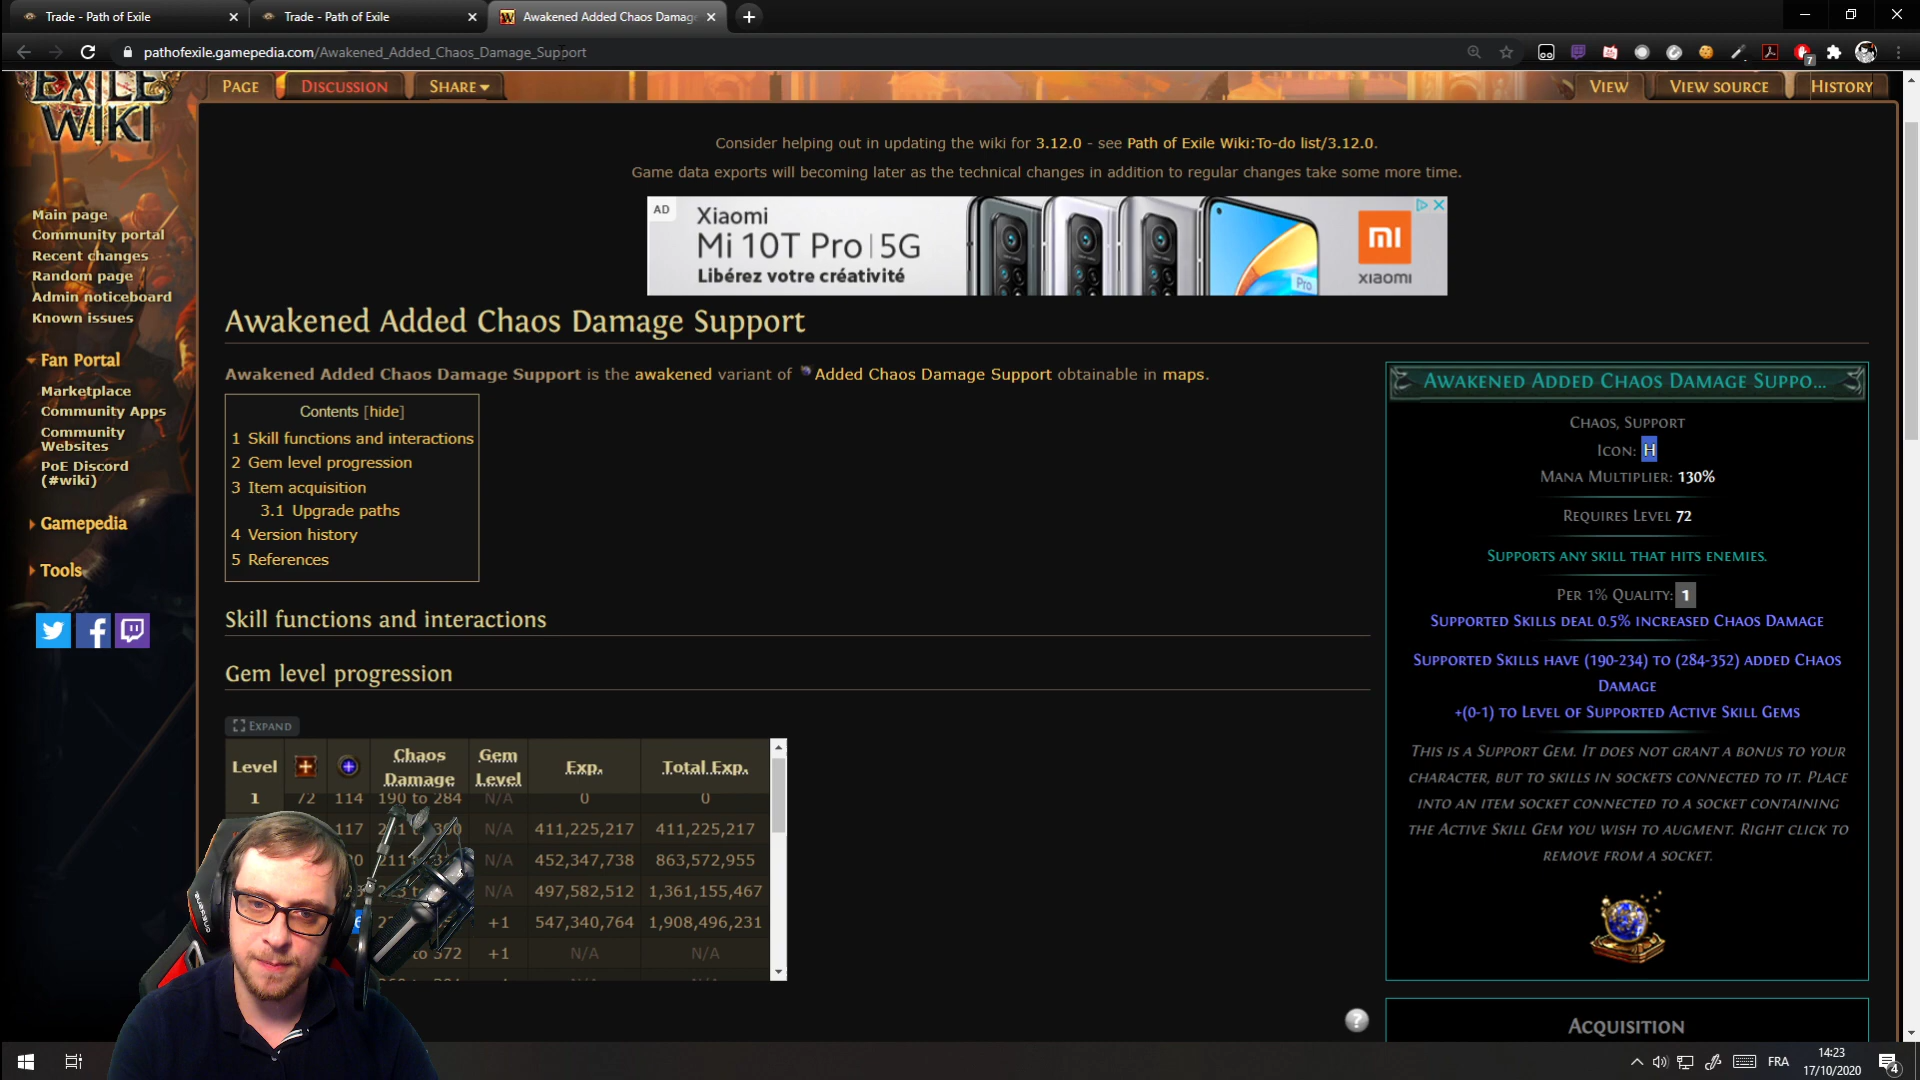 Trade - Path of Exile
Trade - Path of Exile
Awakened Added Chaos Damage
pathofexile.gamepedia.com/Awakened_Added_Chaos_Damage_Support
7
EXILE
WIKI
PAGE
DISCUSSION
SHARE
VIEW
VIEW SOURCE
HISTORY
Consider helping out in updating the wiki for 3.12.0 - see Path of Exile Wiki:To-do list/3.12.0.
Game data exports will becoming later as the technical changes in addition to regular changes take some more time.
AD
Xiaomi
Mi 10T Pro | 5G
Libérez votre créativité
Pro
mi
xiaomi
Main page
Community portal
Recent changes
Random page
Admin noticeboard
Known issues
Fan Portal
Marketplace
Community Apps
Community
Websites
PoE Discord
(#wiki)
Gamepedia
Tools
Awakened Added Chaos Damage Support
Awakened Added Chaos Damage Support is the awakened variant of Added Chaos Damage Support obtainable in maps.
Contents [hide]
1 Skill functions and interactions
2 Gem level progression
3 Item acquisition
3.1 Upgrade paths
4 Version history
5 References
Skill functions and interactions
Gem level progression
EXPAND
Level Chaos Damage Gem Level Exp. Total Exp.
1 72 114 190 to 284 N/A 0 0
117 N/A 411,225,217 411,225,217
N/A 452,347,738 863,572,955
N/A 497,582,512 1,361,155,467
+1 547,340,764 1,908,496,231
to 372 +1 N/A N/A
AWAKENED ADDED CHAOS DAMAGE SUPPO...
CHAOS, SUPPORT
ICON: H
MANA MULTIPLIER: 130%
REQUIRES LEVEL 72
SUPPORTS ANY SKILL THAT HITS ENEMIES.
PER 1% QUALITY: 1
SUPPORTED SKILLS DEAL 0.5% INCREASED CHAOS DAMAGE
SUPPORTED SKILLS HAVE (190-234) TO (284-352) ADDED CHAOS
DAMAGE
+(0-1) TO LEVEL OF SUPPORTED ACTIVE SKILL GEMS
THIS IS A SUPPORT GEM. IT DOES NOT GRANT A BONUS TO YOUR
CHARACTER, BUT TO SKILLS IN SOCKETS CONNECTED TO IT. PLACE
INTO AN ITEM SOCKET CONNECTED TO A SOCKET CONTAINING
THE ACTIVE SKILL GEM YOU WISH TO AUGMENT. RIGHT CLICK TO
REMOVE FROM A SOCKET.
ACQUISITION
?
FRA
14:23
17/10/2020
4